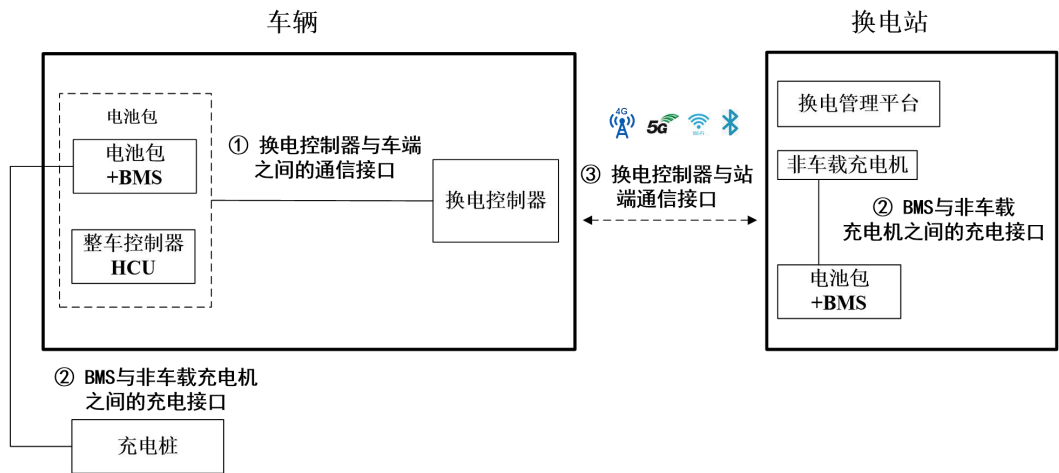 车辆
换电站
电池包
电池包
+BMS
整车控制器
HCU
① 换电控制器与车端
之间的通信接口
换电控制器
4G
5G
Wi-Fi
③ 换电控制器与站
端通信接口
换电管理平台
非车载充电机
② BMS与非车载
充电机之间的充电接口
电池包
+BMS
② BMS与非车载充电机
之间的充电接口
充电桩